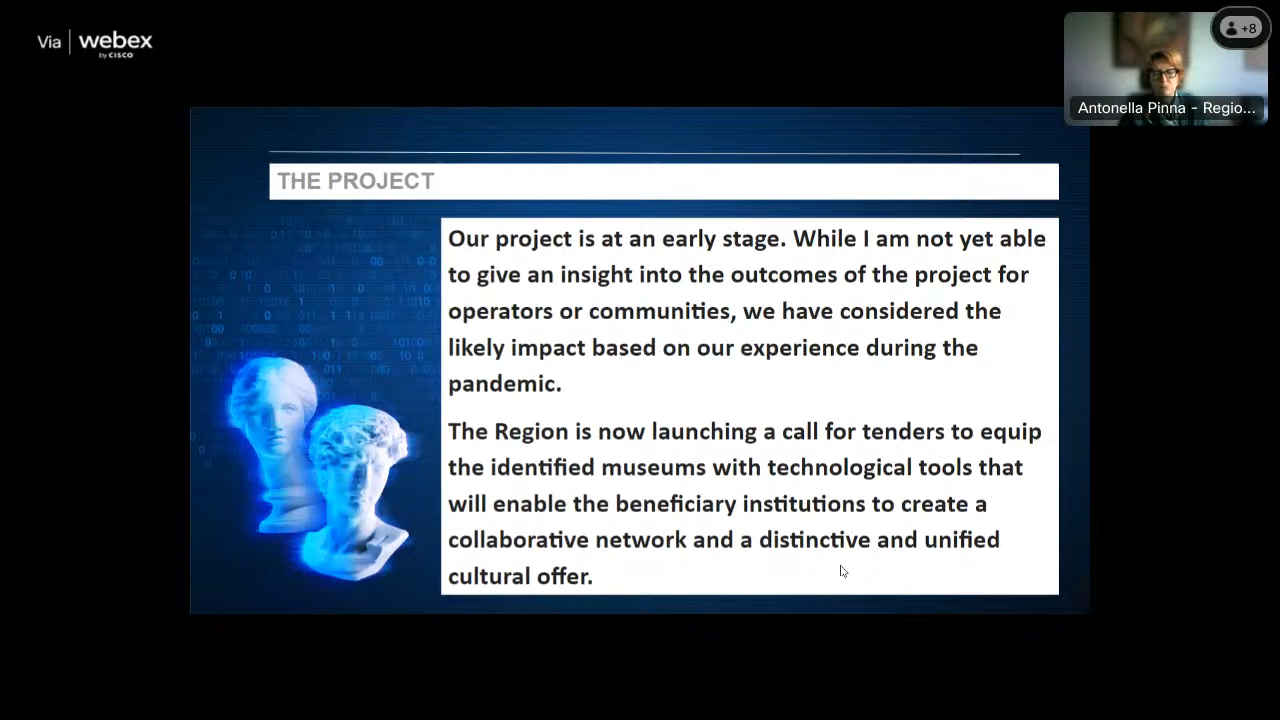 Via webex
by CISCO
+8
Antonella Pinna - Regio...
THE PROJECT
Our project is at an early stage. While I am not yet able
to give an insight into the outcomes of the project for
operators or communities, we have considered the
likely impact based on our experience during the
pandemic.
The Region is now launching a call for tenders to equip
the identified museums with technological tools that
will enable the beneficiary institutions to create a
collaborative network and a distinctive and unified
cultural offer.